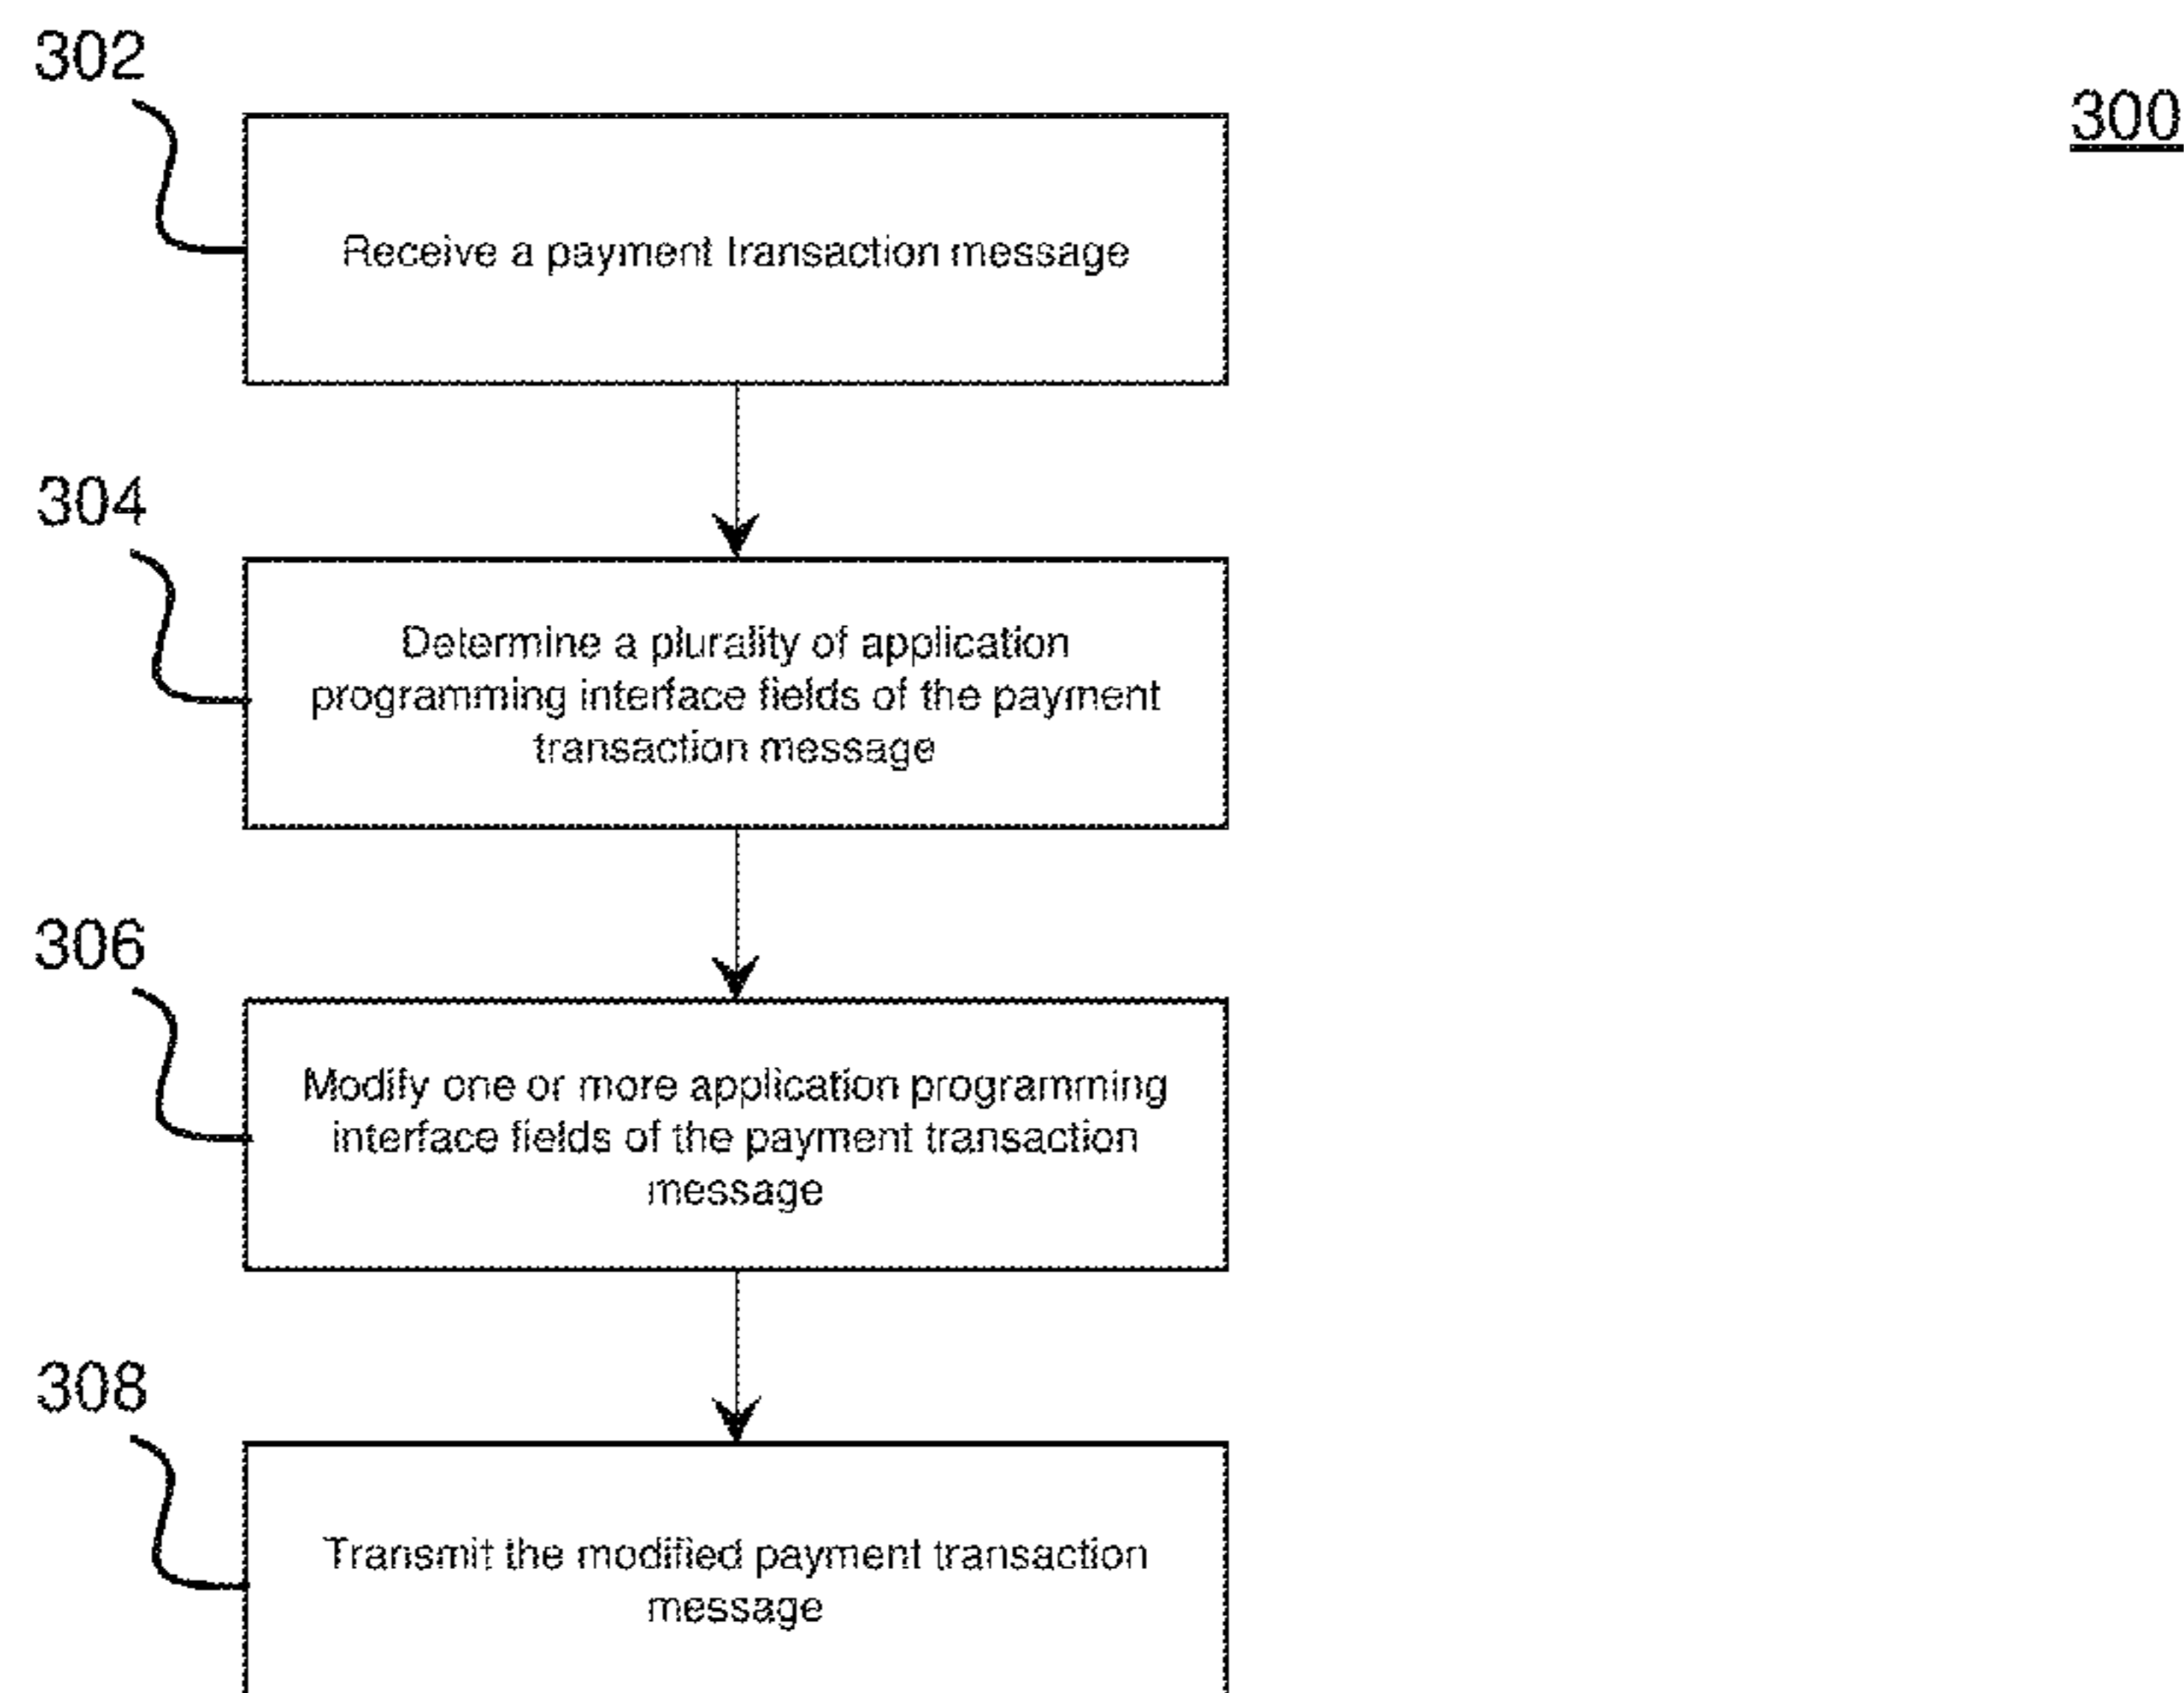 302
300
Receive a payment transaction message
304
Determine a plurality of application
programming interface fields of the payment
transaction message
306
Modify one or more application programming
interface fields of the payment transaction
message
308
Transmit the modified payment transaction
message